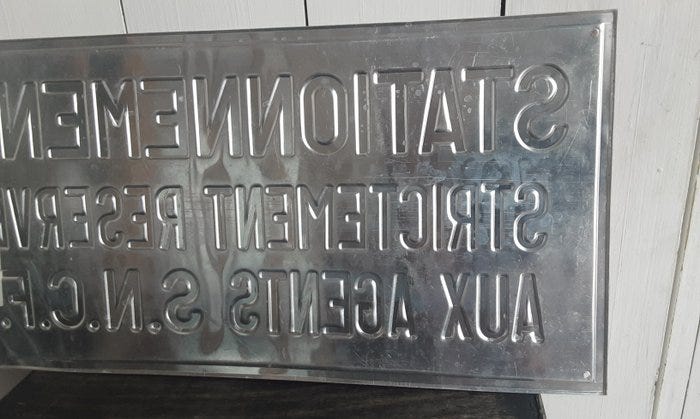 STATIONNEMEN
STRICTEMENT RESERV
AUX AGENTS S.N.C.F.